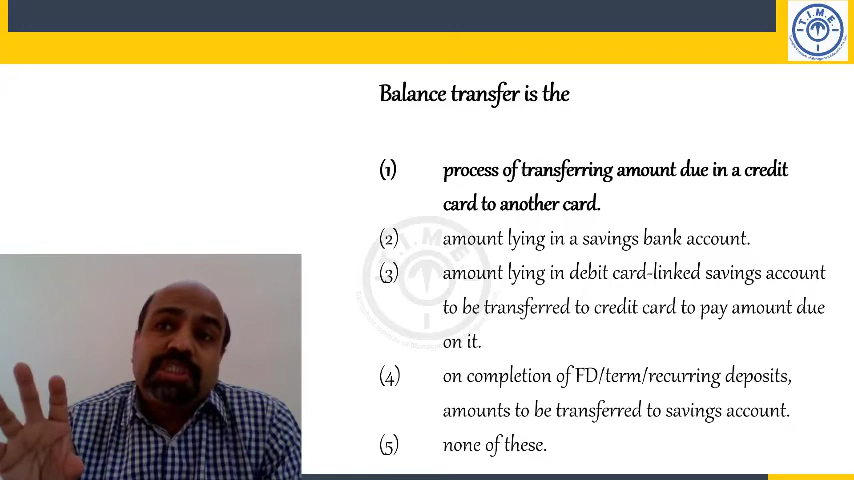 T.I.M.E.
Balance transfer is the
(1) process of transferring amount due in a credit
card to another card.
(2) amount lying in a savings bank account.
(3) amount lying in debit card-linked savings account
to be transferred to credit card to pay amount due
on it.
(4) on completion of FD/term/recurring deposits,
amounts to be transferred to savings account.
(5) none of these.